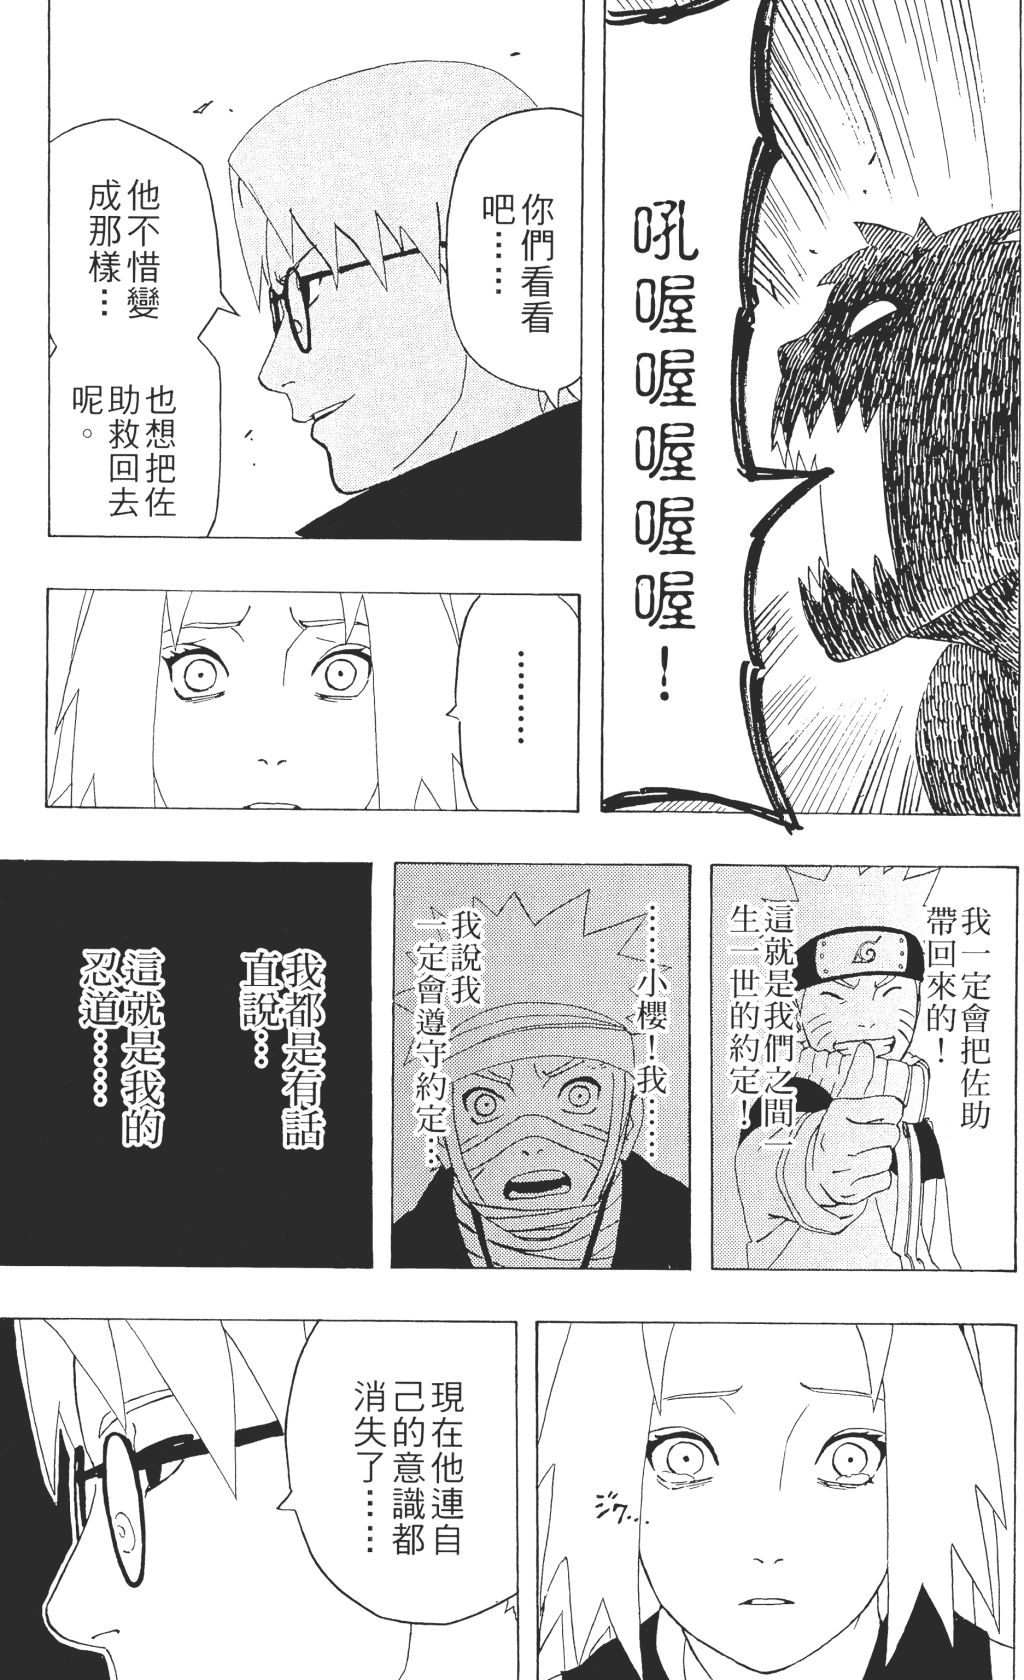 吼喔喔喔喔喔！
你們看看
吧……
他不惜變
成那樣…
也想把佐
助救回去
呢。
………
我一定會把佐助
帶回來的！
這就是我們之間一
生一世的約定！
……小櫻！我……
我說我
一定會遵守約定…
我都是有話
直說…
這就是我的
忍道……
ジワ…
現在他連自
己的意識都
消失了……